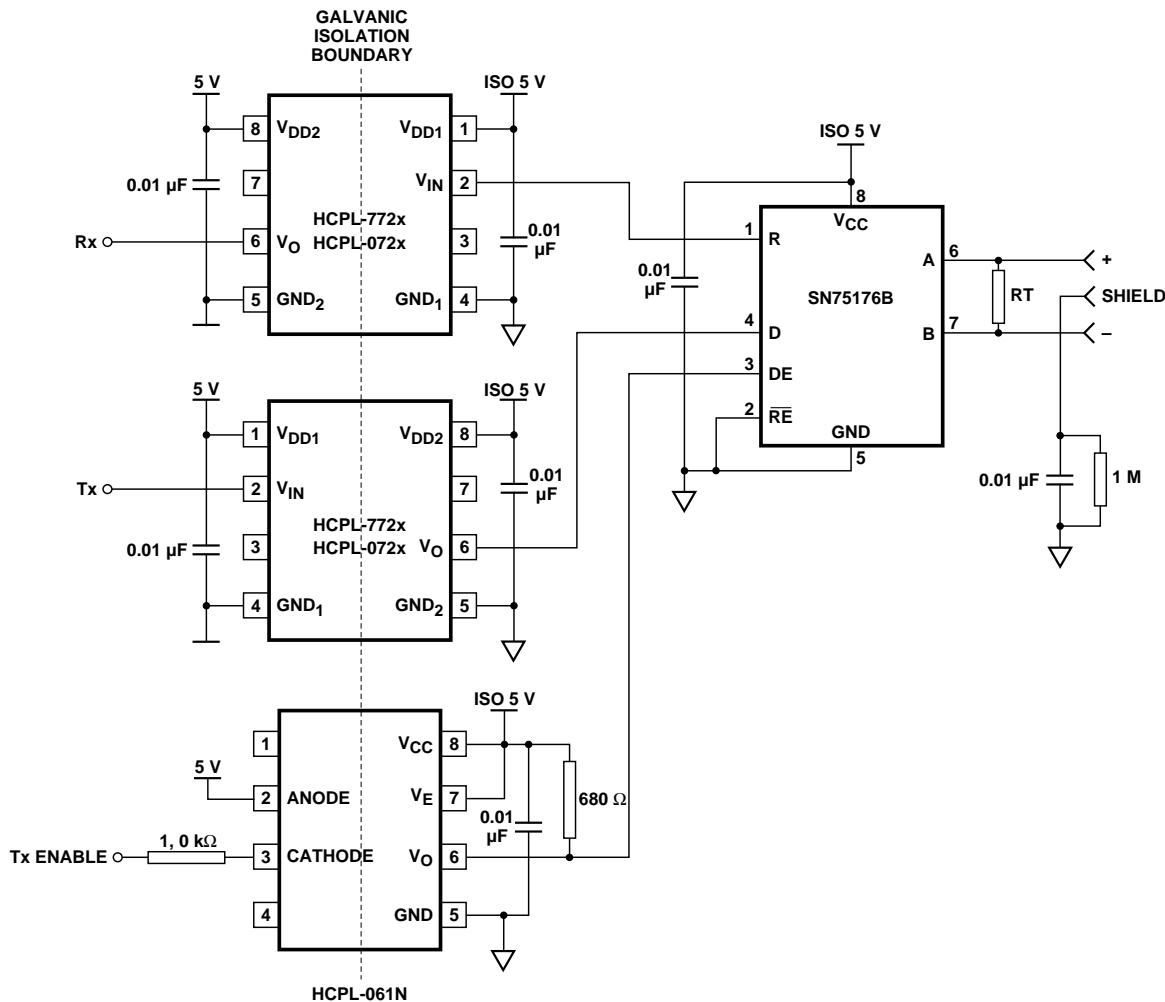 GALVANIC
ISOLATION
BOUNDARY
5 V
ISO 5 V
8 VDD2 VDD1 1
0.01 µF
7 VIN 2
HCPL-772x
HCPL-072x
Rx 6 VO 3
0.01
µF
5 GND2 GND1 4
5 V
ISO 5 V
1 VDD1 VDD2 8
Tx 2 VIN 7
0.01
µF
HCPL-772x
HCPL-072x
0.01 µF
3 VO 6
4 GND1 GND2 5
ISO 5 V
1 VCC 8
5 V
2 ANODE VE 7
680 Ω
0.01
µF
1, 0 kΩ
Tx ENABLE 3 CATHODE VO 6
4 GND 5
HCPL-061N
ISO 5 V
8
VCC
1 R
0.01
µF
SN75176B
A 6
+
RT
SHIELD
4 D
B 7
–
3 DE
2 RE
GND
5
0.01 µF
1 M